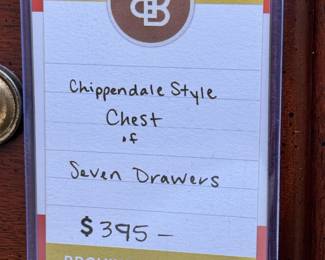 Chippendale Style
Chest
of
Seven Drawers
$395-